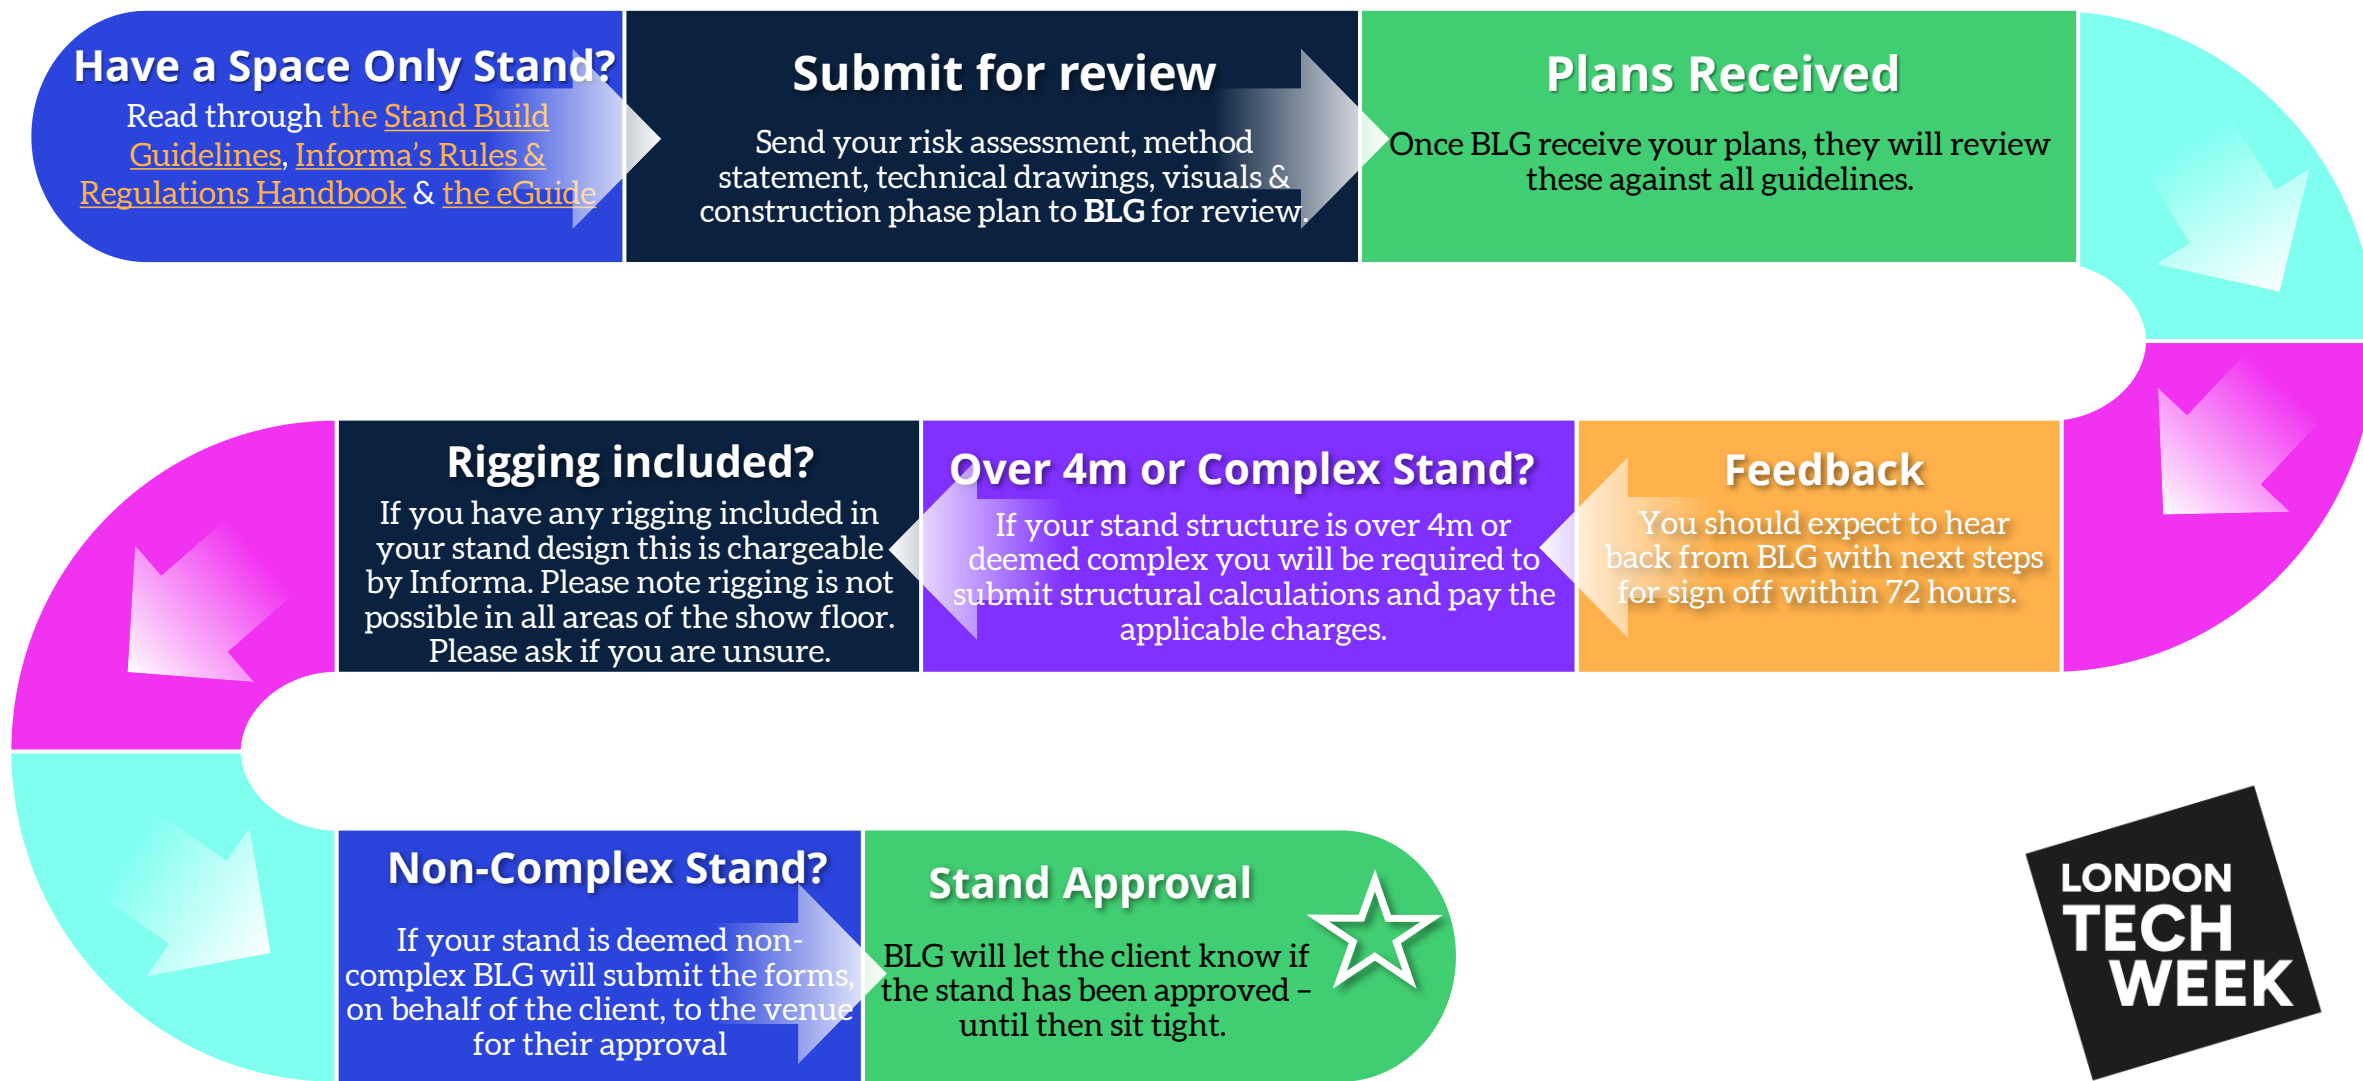 Have a Space Only Stand?
Read through the Stand Build
Guidelines, Informa’s Rules &
Regulations Handbook & the eGuide
Submit for review
Send your risk assessment, method
statement, technical drawings, visuals &
construction phase plan to BLG for review.
Plans Received
Once BLG receive your plans, they will review
these against all guidelines.
Feedback
You should expect to hear
back from BLG with next steps
for sign off within 72 hours.
Over 4m or Complex Stand?
If your stand structure is over 4m or
deemed complex you will be required to
submit structural calculations and pay the
applicable charges.
Rigging included?
If you have any rigging included in
your stand design this is chargeable
by Informa. Please note rigging is not
possible in all areas of the show floor.
Please ask if you are unsure.
Non-Complex Stand?
If your stand is deemed non-
complex BLG will submit the forms,
on behalf of the client, to the venue
for their approval
Stand Approval
BLG will let the client know if
the stand has been approved –
until then sit tight.
LONDON
TECH
WEEK